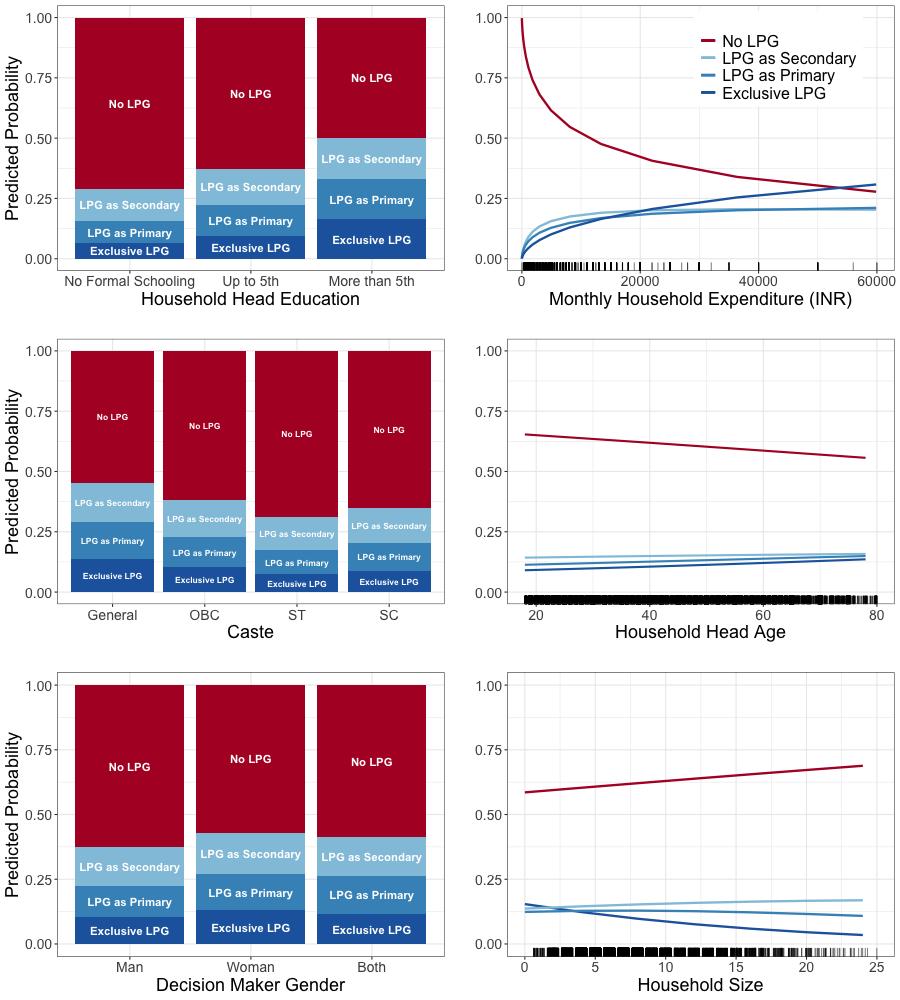 Predicted Probability
1.00
0.75
0.50
0.25
0.00
No LPG
LPG as Secondary
LPG as Primary
Exclusive LPG
No LPG
LPG as Secondary
LPG as Primary
Exclusive LPG
No LPG
LPG as Secondary
LPG as Primary
Exclusive LPG
No Formal Schooling Up to 5th More than 5th
Household Head Education
1.00
0.75
0.50
0.25
0.00
No LPG
LPG as Secondary
LPG as Primary
Exclusive LPG
0 20000 40000 60000
Monthly Household Expenditure (INR)
Predicted Probability
1.00
0.75
0.50
0.25
0.00
No LPG
LPG as Secondary
LPG as Primary
Exclusive LPG
No LPG
LPG as Secondary
LPG as Primary
Exclusive LPG
No LPG
LPG as Secondary
LPG as Primary
Exclusive LPG
No LPG
LPG as Secondary
LPG as Primary
Exclusive LPG
General OBC ST SC
Caste
1.00
0.75
0.50
0.25
0.00
20 40 60 80
Household Head Age
Predicted Probability
1.00
0.75
0.50
0.25
0.00
No LPG
LPG as Secondary
LPG as Primary
Exclusive LPG
No LPG
LPG as Secondary
LPG as Primary
Exclusive LPG
No LPG
LPG as Secondary
LPG as Primary
Exclusive LPG
Man Woman Both
Decision Maker Gender
1.00
0.75
0.50
0.25
0.00
0 5 10 15 20 25
Household Size